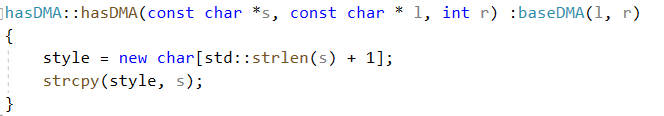 hasDMA::hasDMA(const char *s, const char * l, int r) :baseDMA(l, r)
{
    style = new char[std::strlen(s) + 1];
    strcpy(style, s);
}